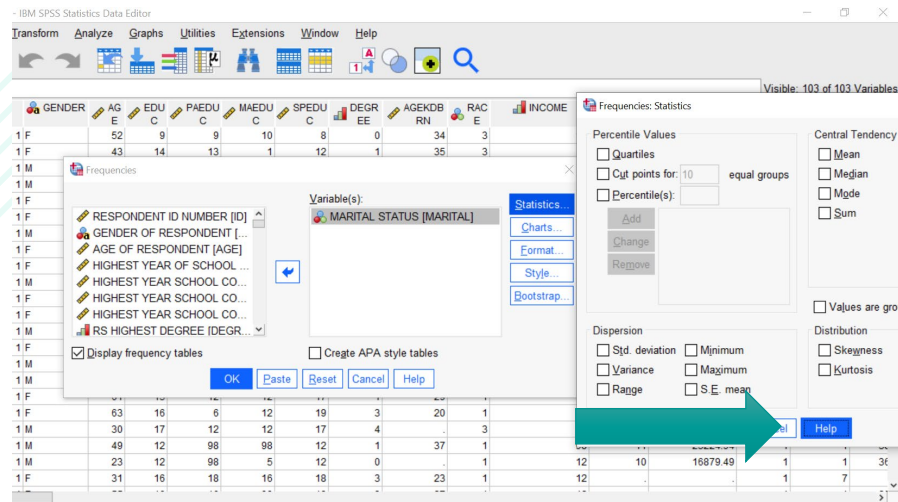 - IBM SPSS Statistics Data Editor
Transform Analyze Graphs Utilities Extensions Window Help
Visible: 103 of 103 Variables
GENDER AGE EDUC PAEDUC MAEDUC SPEDUC DEGREE AGEKDBRN RACE INCOME
1 F 52 9 9 10 8 0 34 3
1 F 43 14 13 1 12 1 35 3
1 M
1 M
1 F
1 F
1 M
1 F
1 F
1 F
1 F
1 M
1 F
1 M
1 M
1 F
1 F 63 16 6 12 19 3 20 1
1 M 30 17 12 12 17 4 . 3
1 M 49 12 98 98 12 1 37 1
1 M 23 12 98 5 12 0 . 1 12 10 16879.49 1 1 36
1 F 31 16 18 16 18 3 23 1 12 . . 1 7
Frequencies
RESPONDENT ID NUMBER [ID]
GENDER OF RESPONDENT [...
AGE OF RESPONDENT [AGE]
HIGHEST YEAR OF SCHOOL ...
HIGHEST YEAR SCHOOL CO...
HIGHEST YEAR SCHOOL CO...
HIGHEST YEAR SCHOOL CO...
RS HIGHEST DEGREE [DEGR...
Variable(s):
MARITAL STATUS [MARITAL]
Statistics...
Charts...
Format...
Style...
Bootstrap...
Display frequency tables
Create APA style tables
OK Paste Reset Cancel Help
Frequencies: Statistics
Percentile Values
Quartiles
Cut points for: 10 equal groups
Percentile(s):
Add
Change
Remove
Central Tendency
Mean
Median
Mode
Sum
Values are gro
Dispersion
Std. deviation Minimum
Variance Maximum
Range S.E. mean
Distribution
Skewness
Kurtosis
el Help